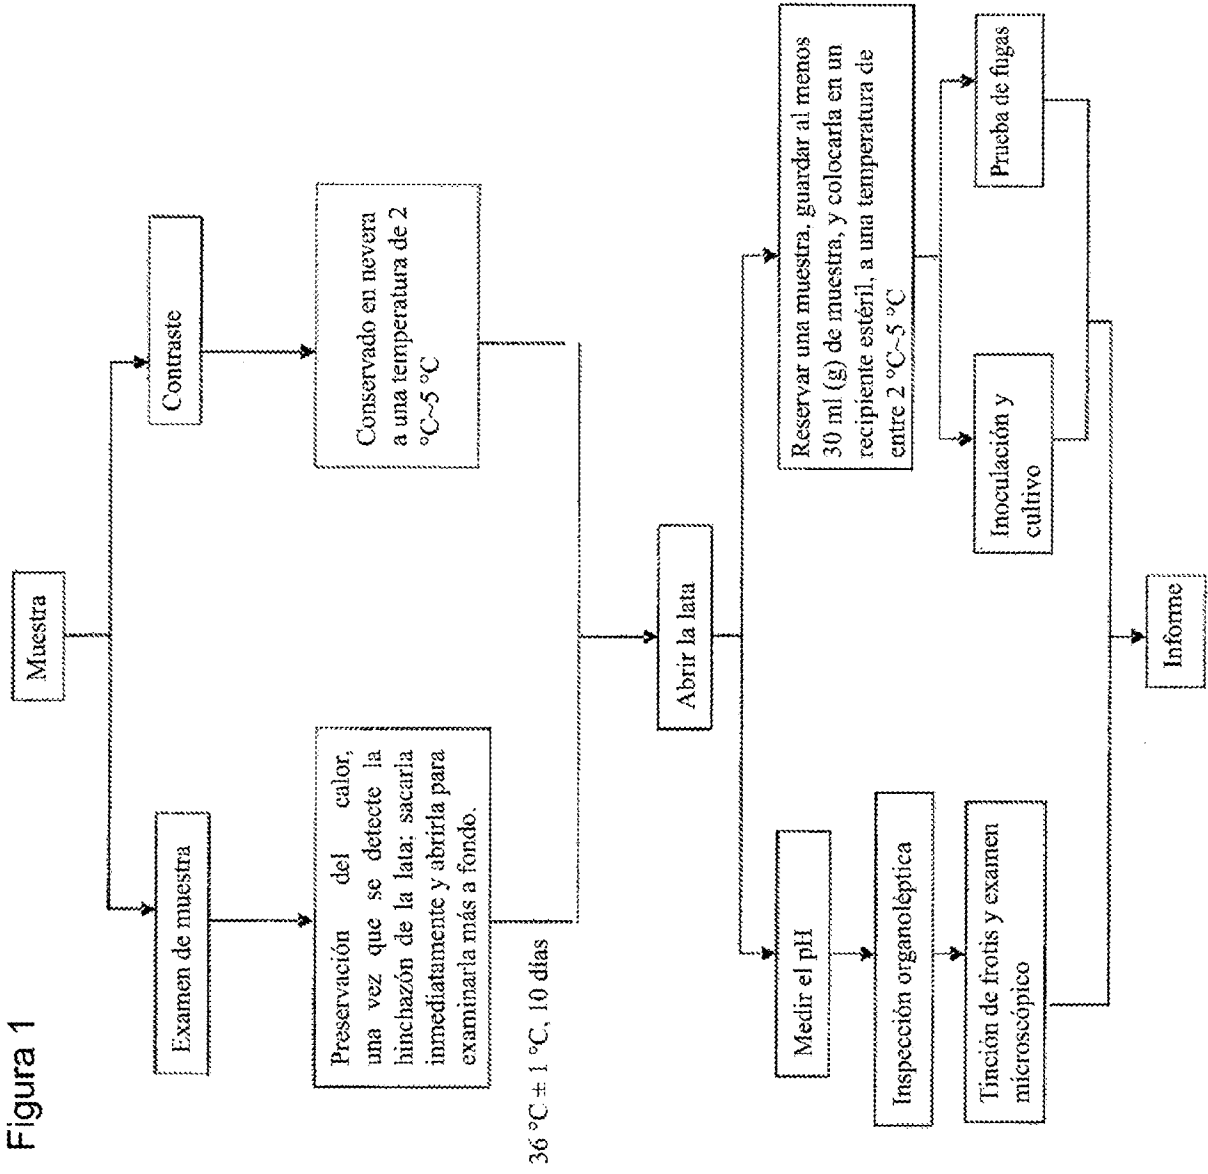 Figura 1
Muestra
Examen de muestra
Contraste
Preservación del calor,
una vez que se detecte la
hinchazón de la lata; sacarla
inmediatamente y abrirla para
examinarla más a fondo.
Conservado en nevera
a una temperatura de 2
°C~5 °C
36 °C ± 1 °C, 10 días
Abrir la lata
Medir el pH
Inspección organoléptica
Tinción de frotis y examen
microscópico
Reservar una muestra, guardar al menos
30 ml (g) de muestra, y colocarla en un
recipiente estéril, a una temperatura de
entre 2 °C~5 °C
Inoculación y
cultivo
Prueba de fugas
Informe